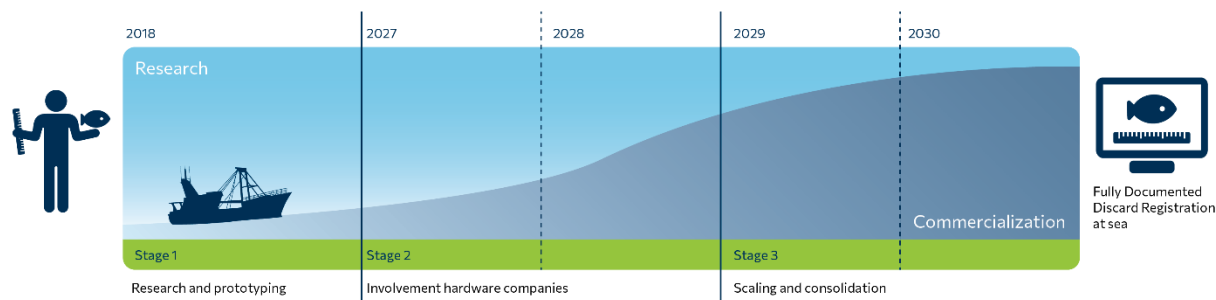 2018
2027
2028
2029
2030
Research
Commercialization
Stage 1
Stage 2
Stage 3
Research and prototyping
Involvement hardware companies
Scaling and consolidation
Fully Documented
Discard Registration
at sea